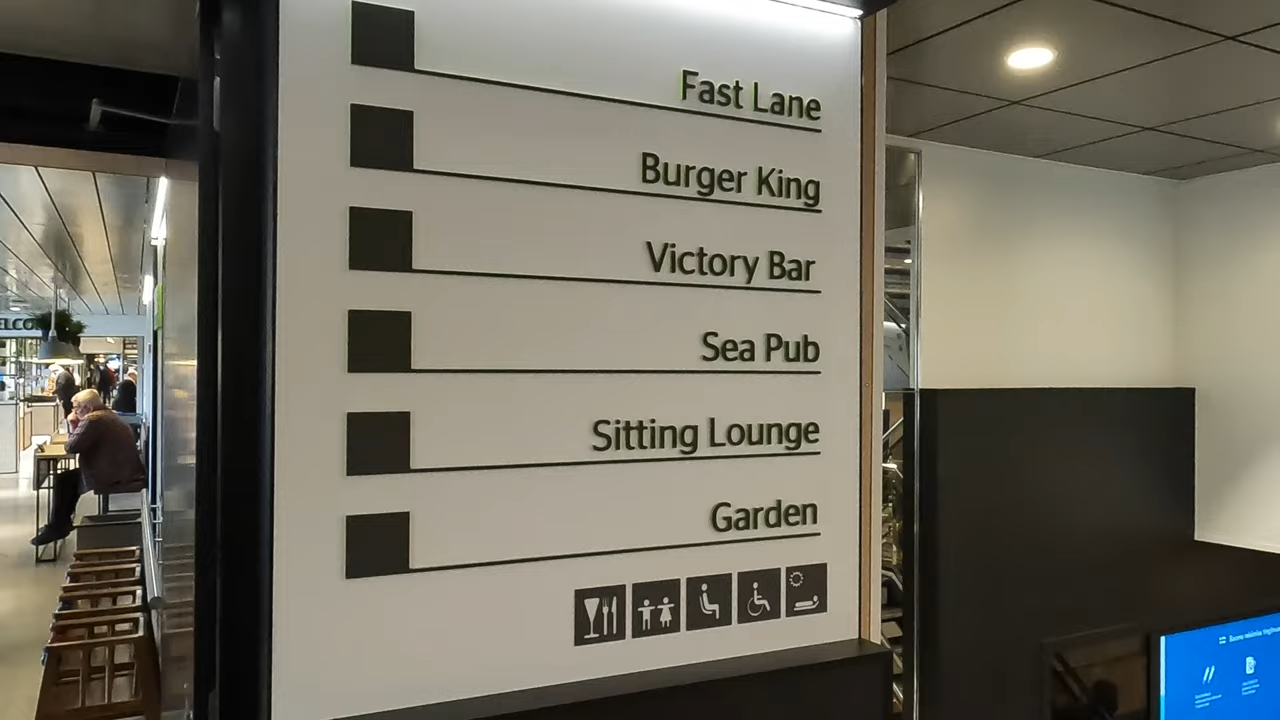 Fast Lane
Burger King
Victory Bar
Sea Pub
Sitting Lounge
Garden